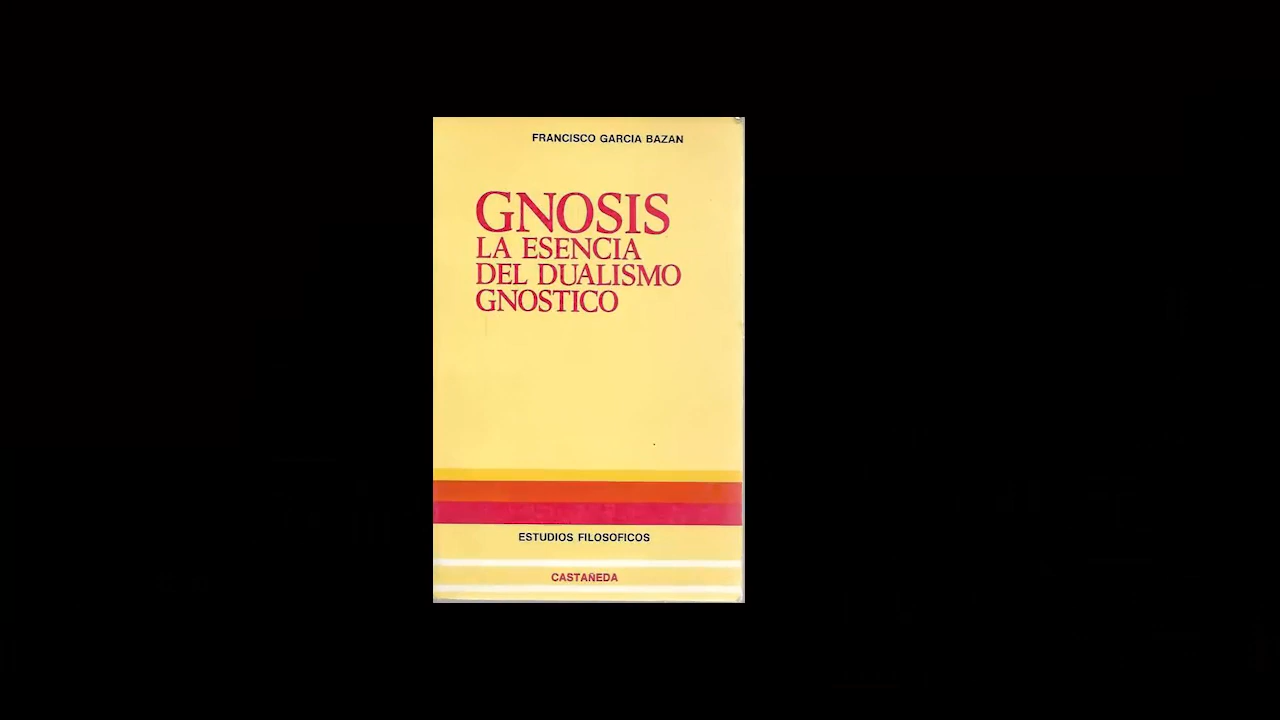 FRANCISCO GARCIA BAZAN
GNOSIS
LA ESENCIA
DEL DUALISMO
GNOSTICO
ESTUDIOS FILOSOFICOS
CASTAÑEDA